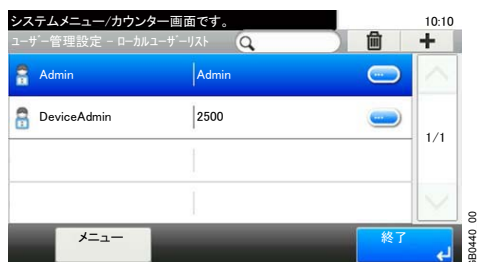 システムメニュー/カウンター画面です。 10:10
ユーザー管理設定 - ローカルユーザーリスト
Admin Admin
DeviceAdmin 2500
1/1
メニュー 終了
GB0440 00